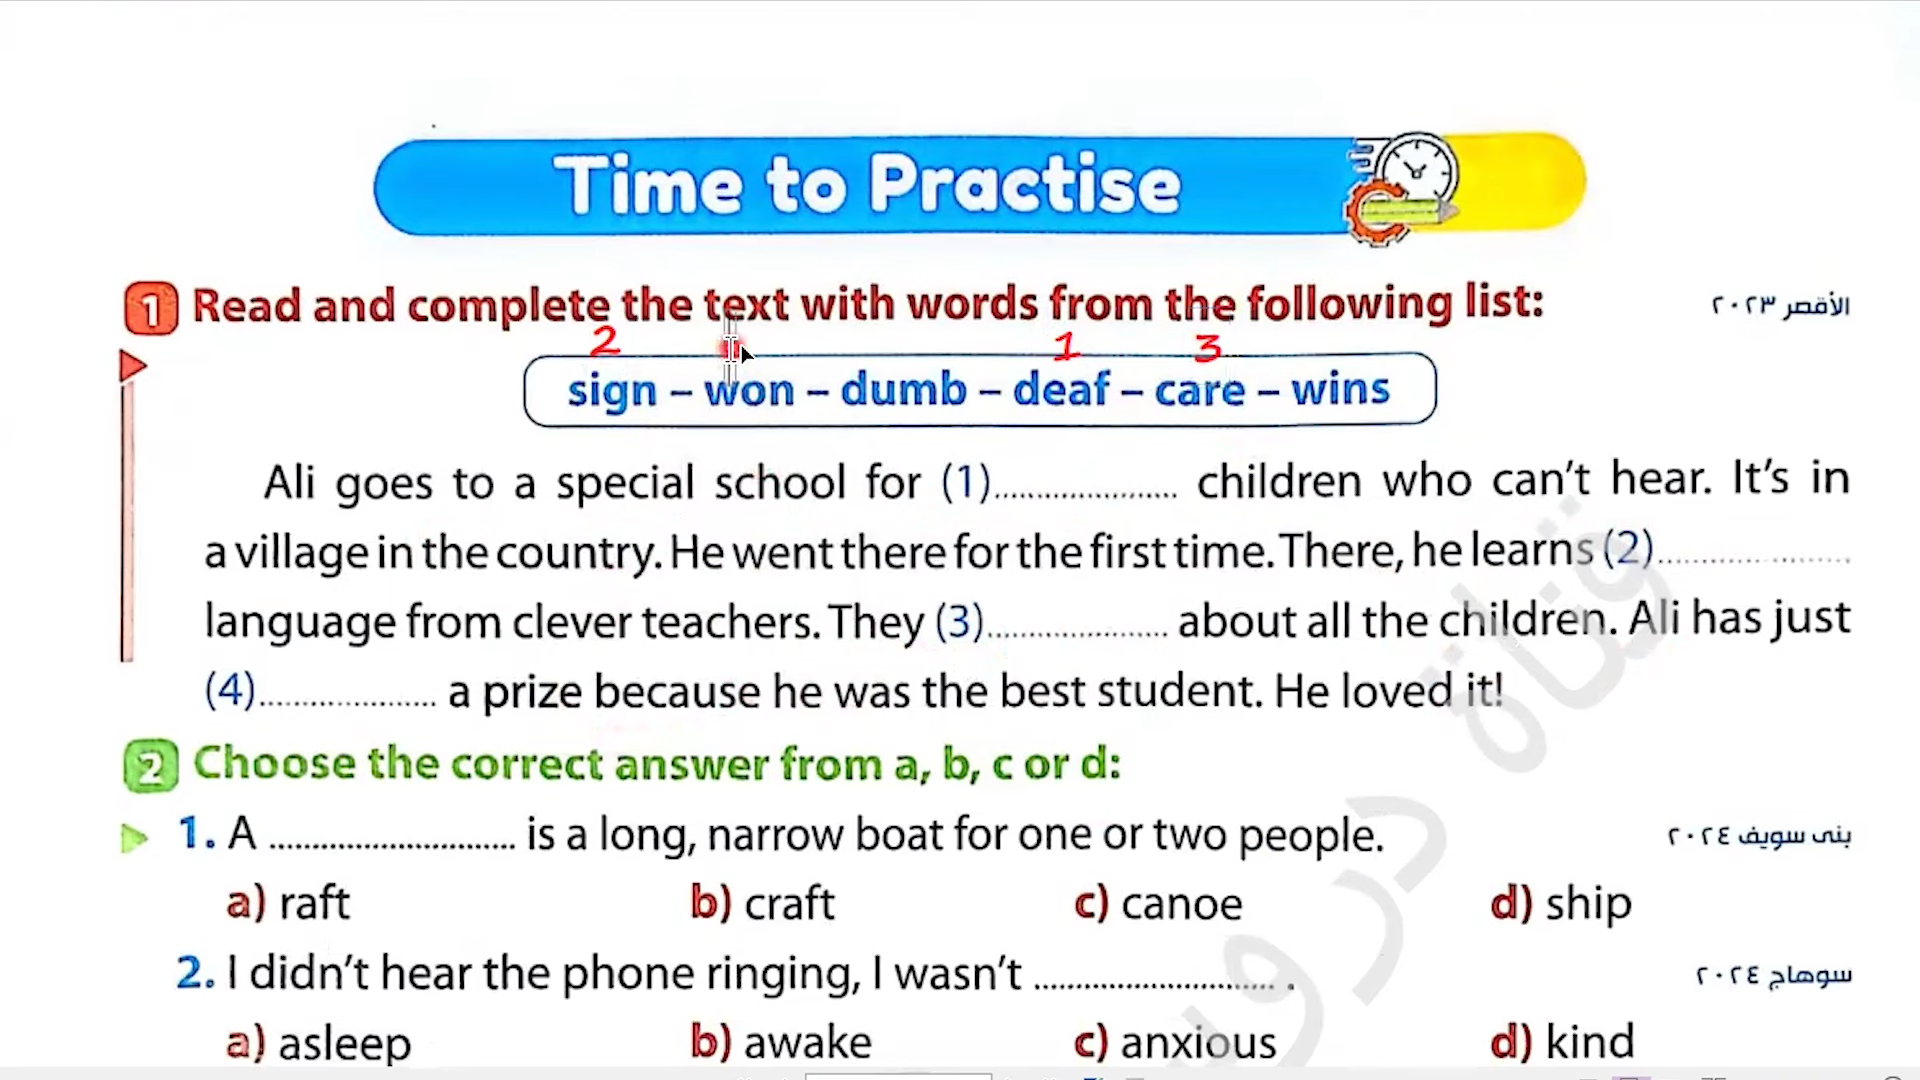 Time to Practise
1 Read and complete the text with words from the following list: الأقصر ٢٠٢٣
2 1 3
sign – won – dumb – deaf – care – wins
Ali goes to a special school for (1).................... children who can't hear. It's in
a village in the country. He went there for the first time. There, he learns (2)....................
language from clever teachers. They (3).................... about all the children. Ali has just
(4).................... a prize because he was the best student. He loved it!
2 Choose the correct answer from a, b, c or d:
1. A .......................... is a long, narrow boat for one or two people. بنى سويف ٢٠٢٤
a) raft b) craft c) canoe d) ship
2. I didn't hear the phone ringing, I wasn't .......................... . سوهاج ٢٠٢٤
a) asleep b) awake c) anxious d) kind